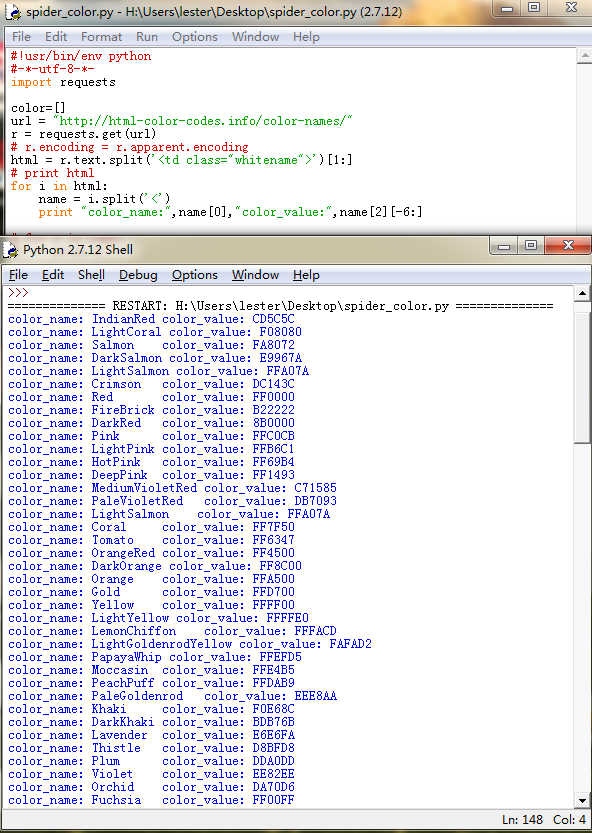 spider_color.py - H:\Users\lester\Desktop\spider_color.py (2.7.12)
File Edit Format Run Options Window Help
#!usr/bin/env python
#-*-utf-8-*-
import requests
color=[]
url = "http://html-color-codes.info/color-names/"
r = requests.get(url)
# r.encoding = r.apparent.encoding
html = r.text.split('<td class="whitename">')[1:]
# print html
for i in html:
    name = i.split('<')
    print "color_name:",name[0],"color_value:",name[2][-6:]
Python 2.7.12 Shell
File Edit Shell Debug Options Window Help
>>>
============== RESTART: H:\Users\lester\Desktop\spider_color.py ==============
color_name: IndianRed color_value: CD5C5C
color_name: LightCoral color_value: F08080
color_name: Salmon color_value: FA8072
color_name: DarkSalmon color_value: E9967A
color_name: LightSalmon color_value: FFA07A
color_name: Crimson color_value: DC143C
color_name: Red color_value: FF0000
color_name: FireBrick color_value: B22222
color_name: DarkRed color_value: 8B0000
color_name: Pink color_value: FFC0CB
color_name: LightPink color_value: FFB6C1
color_name: HotPink color_value: FF69B4
color_name: DeepPink color_value: FF1493
color_name: MediumVioletRed color_value: C71585
color_name: PaleVioletRed color_value: DB7093
color_name: LightSalmon color_value: FFA07A
color_name: Coral color_value: FF7F50
color_name: Tomato color_value: FF6347
color_name: OrangeRed color_value: FF4500
color_name: DarkOrange color_value: FF8C00
color_name: Orange color_value: FFA500
color_name: Gold color_value: FFD700
color_name: Yellow color_value: FFFF00
color_name: LightYellow color_value: FFFFE0
color_name: LemonChiffon color_value: FFFACD
color_name: LightGoldenrodYellow color_value: FAFAD2
color_name: PapayaWhip color_value: FFEFD5
color_name: Moccasin color_value: FFE4B5
color_name: PeachPuff color_value: FFDAB9
color_name: PaleGoldenrod color_value: EEE8AA
color_name: Khaki color_value: F0E68C
color_name: DarkKhaki color_value: BDB76B
color_name: Lavender color_value: E6E6FA
color_name: Thistle color_value: D8BFD8
color_name: Plum color_value: DDA0DD
color_name: Violet color_value: EE82EE
color_name: Orchid color_value: DA70D6
color_name: Fuchsia color_value: FF00FF
Ln: 148 Col: 4